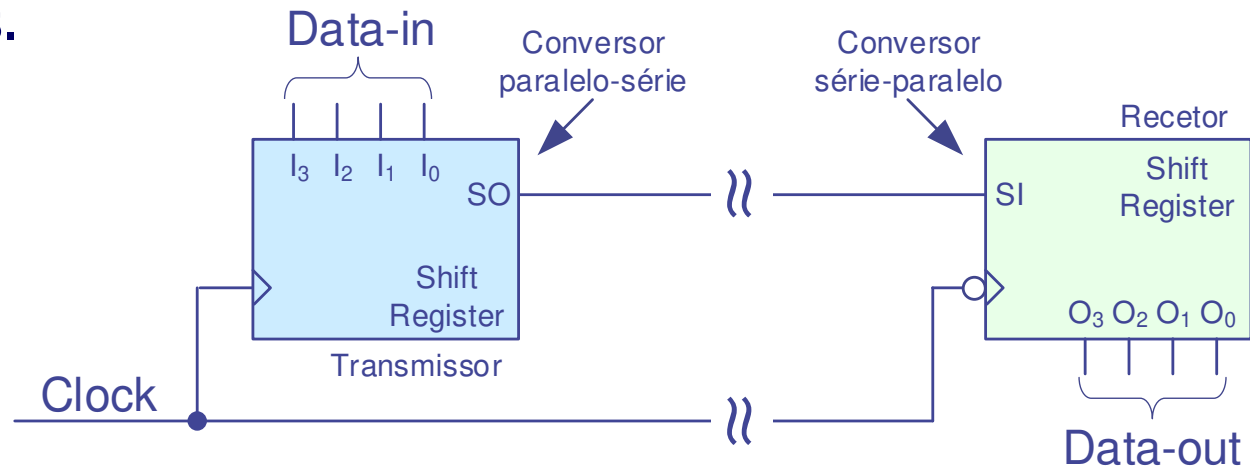 Data-in
Conversor
paralelo-série
Conversor
série-paralelo
Recetor
I₃ I₂ I₁ I₀
SO
SI
Shift
Register
Shift
Register
O₃ O₂ O₁ O₀
Transmissor
Clock
Data-out